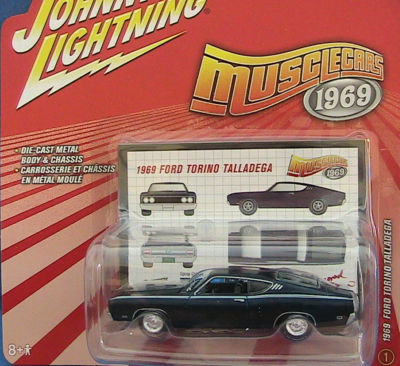 JOHNNY
LIGHTNING
MUSCLECARS
1969
• DIE-CAST METAL
BODY & CHASSIS
• CARROSSERIE ET CHÂSSIS
EN MÉTAL MOULÉ
1969 FORD TORINO TALLADEGA
MUSCLECARS
1969
1969 FORD TORINO TALLADEGA
8+
1